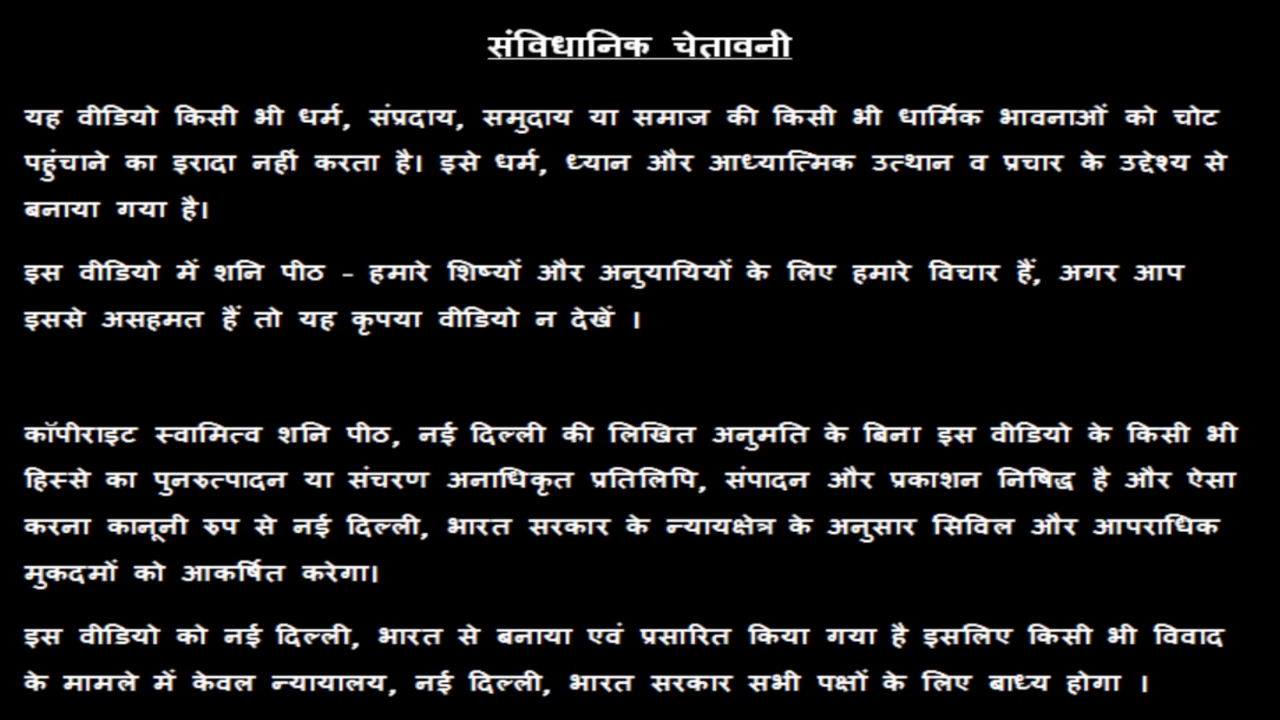 संविधानिक चेतावनी
यह वीडियो किसी भी धर्म, संप्रदाय, समुदाय या समाज की किसी भी धार्मिक भावनाओं को चोट
पहुंचाने का इरादा नहीं करता है। इसे धर्म, ध्यान और आध्यात्मिक उत्थान व प्रचार के उद्देश्य से
बनाया गया है।
इस वीडियो में शनि पीठ – हमारे शिष्यों और अनुयायियों के लिए हमारे विचार हैं, अगर आप
इससे असहमत हैं तो यह कृपया वीडियो न देखें ।
कॉपीराइट स्वामित्व शनि पीठ, नई दिल्ली की लिखित अनुमति के बिना इस वीडियो के किसी भी
हिस्से का पुनरुत्पादन या संचरण अनाधिकृत प्रतिलिपि, संपादन और प्रकाशन निषिद्ध है और ऐसा
करना कानूनी रुप से नई दिल्ली, भारत सरकार के न्यायक्षेत्र के अनुसार सिविल और आपराधिक
मुकदमों को आकर्षित करेगा।
इस वीडियो को नई दिल्ली, भारत से बनाया एवं प्रसारित किया गया है इसलिए किसी भी विवाद
के मामले में केवल न्यायालय, नई दिल्ली, भारत सरकार सभी पक्षों के लिए बाध्य होगा ।